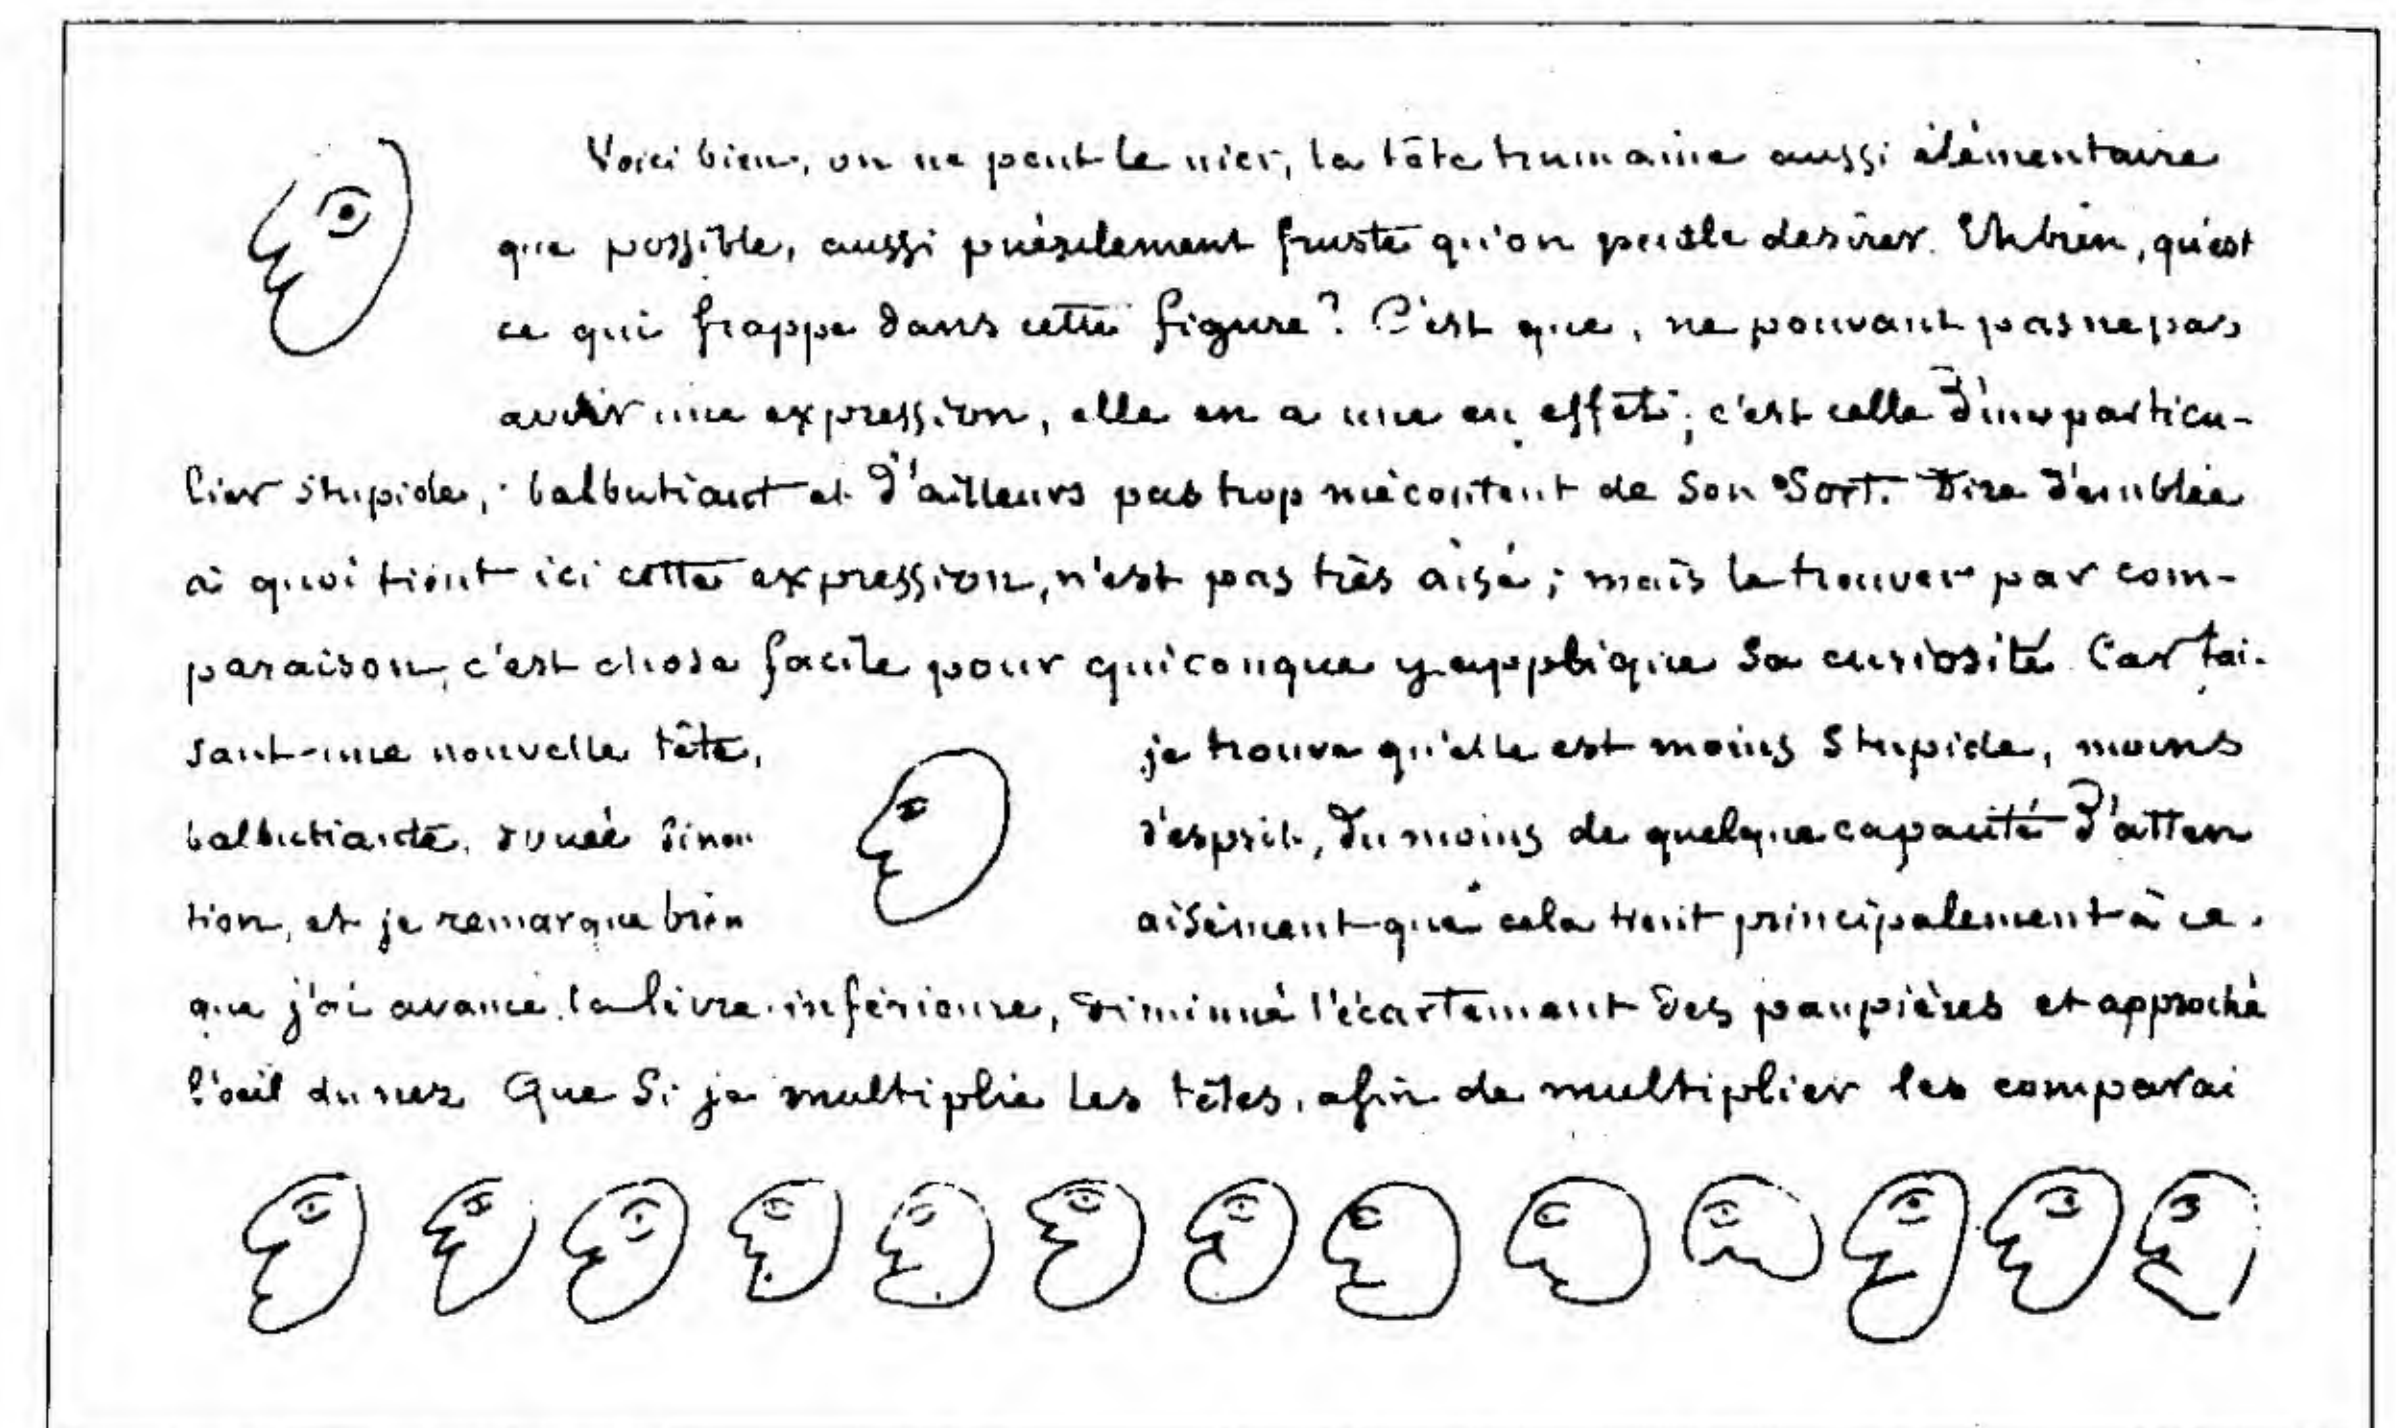 Voici bien, on ne peut le nier, la tête humaine aussi élémentaire
que possible, aussi puérilement fruste qu'on puisse desirer. Eh bien, qu'est
ce qui frappe dans cette figure? C'est que, ne pouvant pas ne pas
avoir une expression, elle en a une en effet; c'est celle d'un particu-
lier stupide, balbutiant et d'ailleurs pas trop mécontent de son sort. Dire d'emblée
à quoi tient ici cette expression, n'est pas très aisé; mais le trouver par com-
paraison, c'est chose facile pour quiconque y applique sa curiosité. Car fai-
sant une nouvelle tête, je trouve qu'elle est moins stupide, moins
balbutiante, douée sinon d'esprit, du moins de quelque capacité d'atten
tion, et je remarque bien aisément que cela tient principalement à ce
que j'ai avancé la lèvre inférieure, diminué l'écartement des paupières et approché
l'oeil du nez. Que si je multiplie les têtes, afin de multiplier les comparai